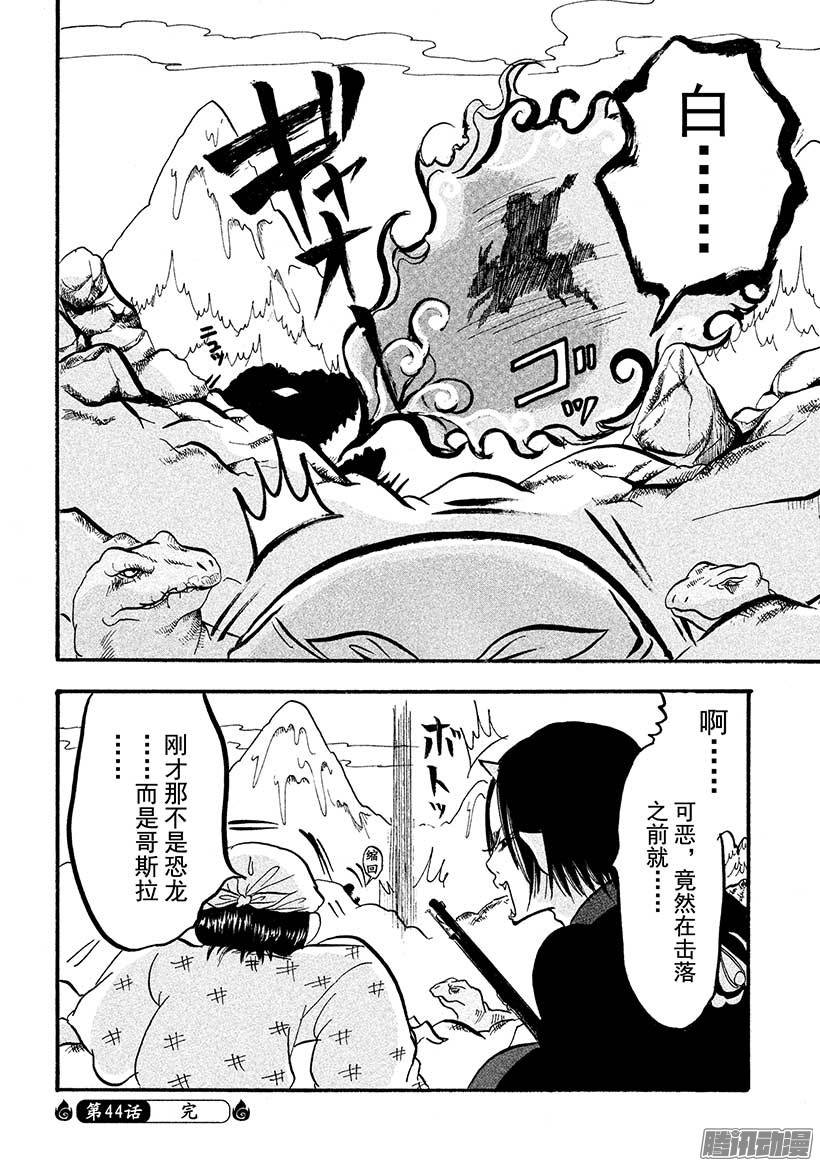 白……
ギャオー
ニュッ
ゴッ
啊……
可恶，竟然在击落
之前就……
ボトッ
缩回
刚才那不是恐龙
……而是哥斯拉
……
第44话 完
腾讯动漫